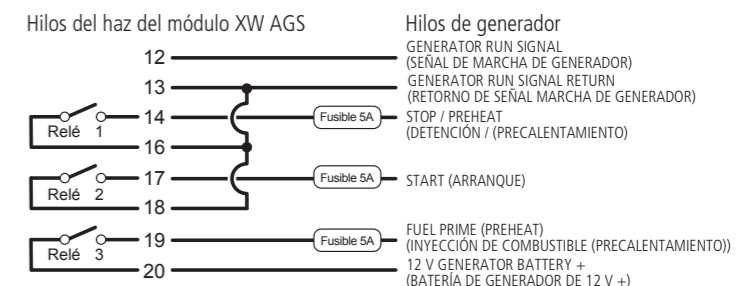 Hilos del haz del módulo XW AGS
Hilos de generador
12
GENERATOR RUN SIGNAL
(SEÑAL DE MARCHA DE GENERADOR)
13
GENERATOR RUN SIGNAL RETURN
(RETORNO DE SEÑAL MARCHA DE GENERADOR)
Relé 1
14
Fusible 5A
STOP / PREHEAT
(DETENCIÓN / (PRECALENTAMIENTO)
16
Relé 2
17
Fusible 5A
START (ARRANQUE)
18
Relé 3
19
Fusible 5A
FUEL PRIME (PREHEAT)
(INYECCIÓN DE COMBUSTIBLE (PRECALENTAMIENTO))
20
12 V GENERATOR BATTERY +
(BATERÍA DE GENERADOR DE 12 V +)